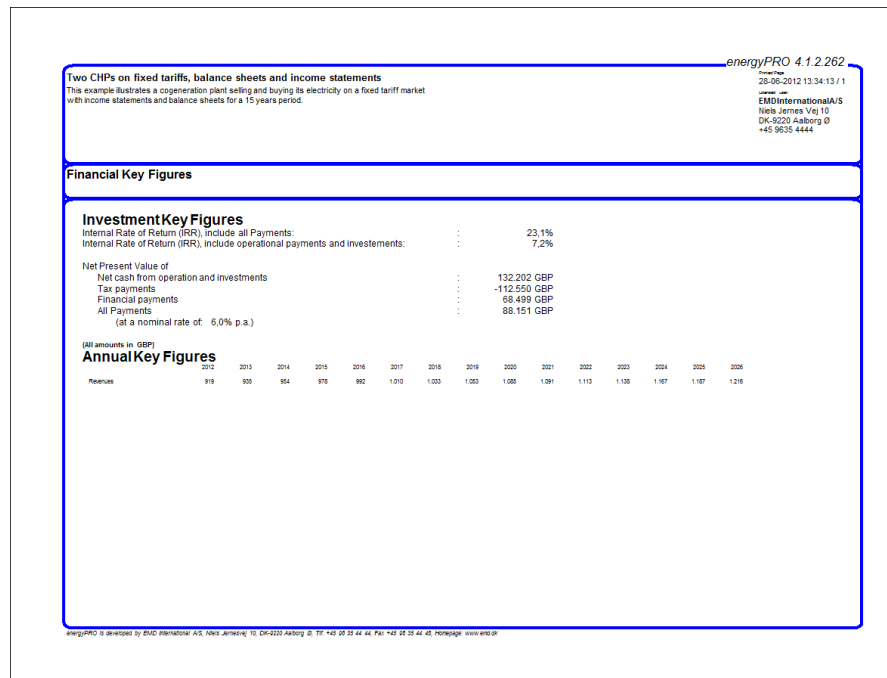 energyPRO 4.1.2.262
Two CHPs on fixed tariffs, balance sheets and income statements
This example illustrates a cogeneration plant selling and buying its electricity on a fixed tariff market
with income statements and balance sheets for a 15 years period.
Printed/Page
28-06-2012 13:34:13 / 1
Licensed user:
EMDInternationalA/S
Niels Jernes Vej 10
DK-9220 Aalborg Ø
+45 9635 4444
Financial Key Figures
Investment Key Figures
Internal Rate of Return (IRR), include all Payments: : 23,1%
Internal Rate of Return (IRR), include operational payments and investements: : 7,2%
Net Present Value of
Net cash from operation and investments : 132.202 GBP
Tax payments : -112.550 GBP
Financial payments : 68.499 GBP
All Payments : 88.151 GBP
(at a nominal rate of: 6,0% p.a.)
(All amounts in GBP)
Annual Key Figures
2012 2013 2014 2015 2016 2017 2018 2019 2020 2021 2022 2023 2024 2025 2026
Revenues 919 978 992 1.010 1.033 1.053 1.091 1.113 1.167 1.187 1.216
energyPRO is developed by EMD International A/S, Niels Jernesvej 10, DK-9220 Aalborg Ø, Tlf. +45 96 35 44 44, Fax +45 96 35 44 46, Homepage: www.emd.dk